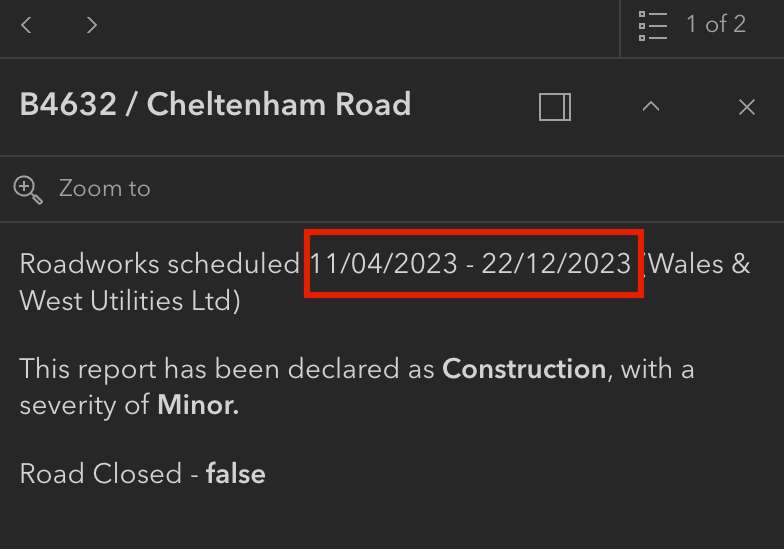 1 of 2
B4632 / Cheltenham Road
Zoom to
Roadworks scheduled 11/04/2023 - 22/12/2023 (Wales &
West Utilities Ltd)
This report has been declared as Construction, with a
severity of Minor.
Road Closed - false